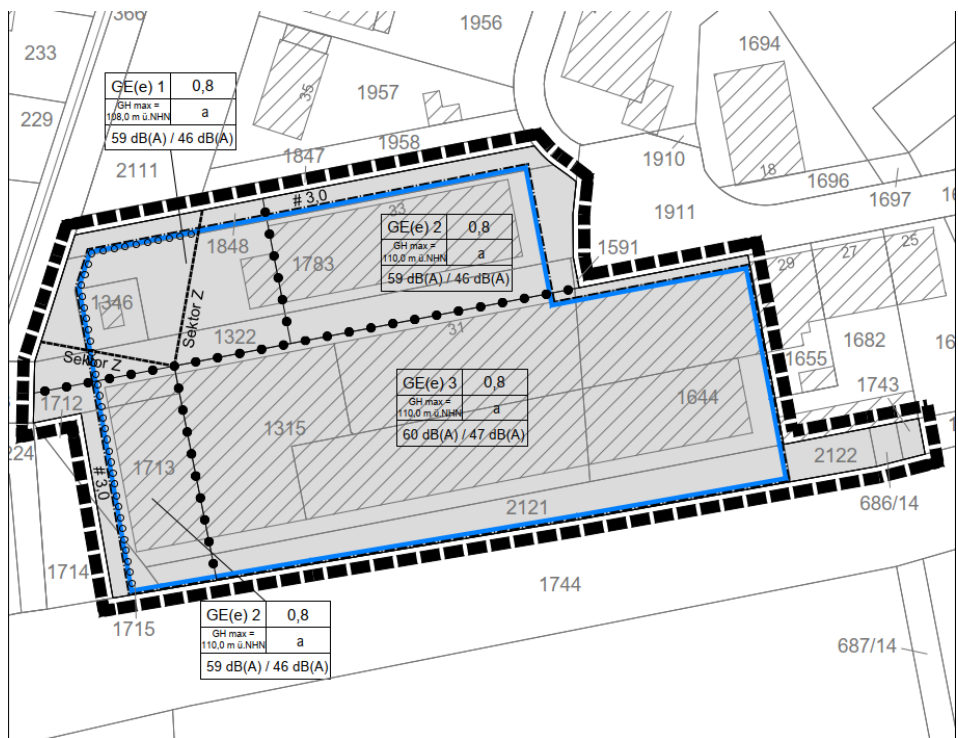 366
1956
233
1694
GE(e) 1 0,8
GH max =
108,0 m ü.NHN a
59 dB(A) / 46 dB(A)
35
1957
229
1958
1847
1910
2111
18
1696
1697
# 3,0
33
1848
GE(e) 2 0,8
GH max =
110,0 m ü.NHN a
59 dB(A) / 46 dB(A)
1911
1591
25
27
29
1783
1346
Sektor Z
1322
31
Sektor Z
1682
1655
1712
GE(e) 3 0,8
GH max =
110,0 m ü.NHN a
60 dB(A) / 47 dB(A)
1743
1644
1315
224
1713
# 3,0
2122
2121
686/14
1714
1744
1715
GE(e) 2 0,8
GH max =
110,0 m ü.NHN a
59 dB(A) / 46 dB(A)
687/14